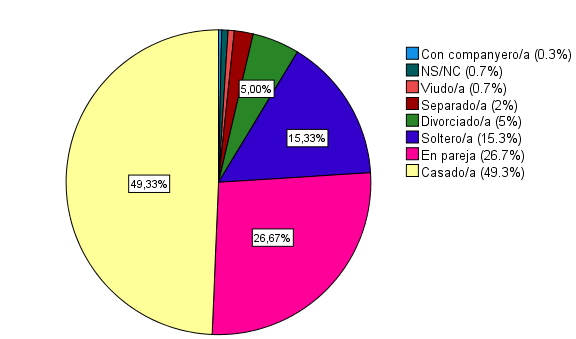 Con companyero/a (0.3%)
NS/NC (0.7%)
Viudo/a (0.7%)
Separado/a (2%)
Divorciado/a (5%)
Soltero/a (15.3%)
En pareja (26.7%)
Casado/a (49.3%)
5,00%
15,33%
49,33%
26,67%